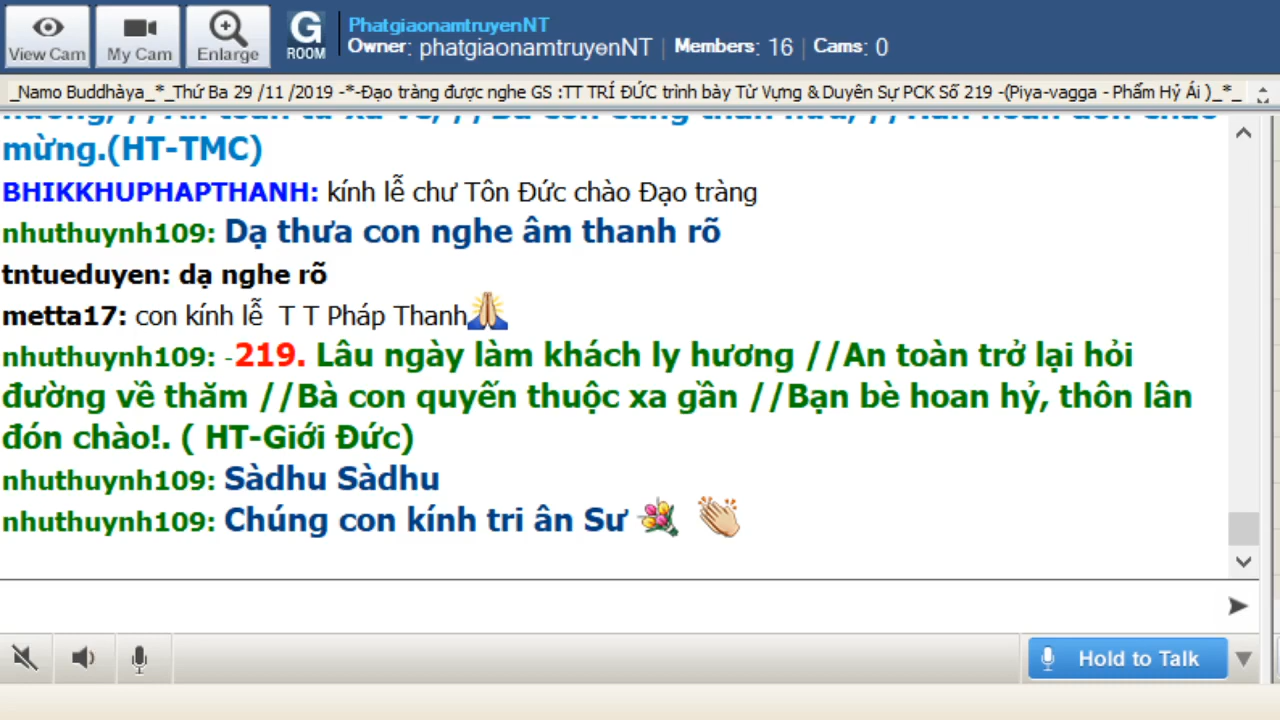 View Cam
My Cam
Enlarge
G
ROOM
PhatgiaonamtruyenNT
Owner: phatgiaonamtruyenNT | Members: 16 | Cams: 0
_Namo Buddhàya_*_Thứ Ba 29 /11 /2019 -*-Đạo tràng được nghe GS :TT TRÍ ĐỨC trình bày Từ Vựng & Duyên Sự PCK Số 219 -(Piya-vagga - Phẩm Hỷ Ái )_*_
mừng.(HT-TMC)
BHIKKHUPHAPTHANH: kính lễ chư Tôn Đức chào Đạo tràng
nhuthuynh109: Dạ thưa con nghe âm thanh rõ
tntueduyen: dạ nghe rõ
metta17: con kính lễ T T Pháp Thanh
nhuthuynh109: -219. Lâu ngày làm khách ly hương //An toàn trở lại hỏi
đường về thăm //Bà con quyến thuộc xa gần //Bạn bè hoan hỷ, thôn lân
đón chào!. ( HT-Giới Đức)
nhuthuynh109: Sàdhu Sàdhu
nhuthuynh109: Chúng con kính tri ân Sư
Hold to Talk